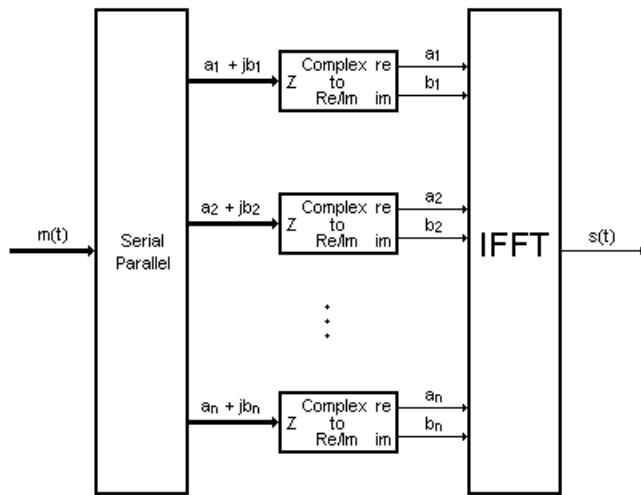 a1 + jb1
Z Complex re
to
Re/Im im
a1
b1
m(t)
Serial
Parallel
a2 + jb2
Z Complex re
to
Re/Im im
a2
b2
IFFT
s(t)
an + jbn
Z Complex re
to
Re/Im im
an
bn